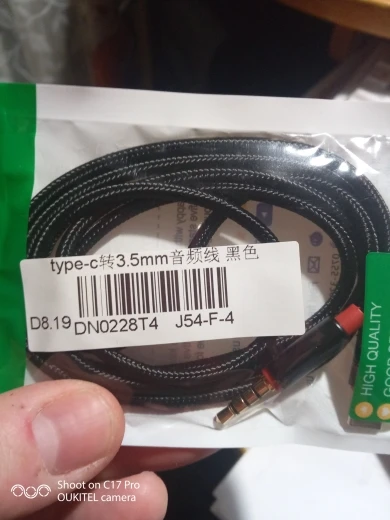 type-c转3.5mm音频线 黑色
D8.19 DN0228T4 J54-F-4
HIGH QUALITY
Shoot on C17 Pro
OUKITEL camera